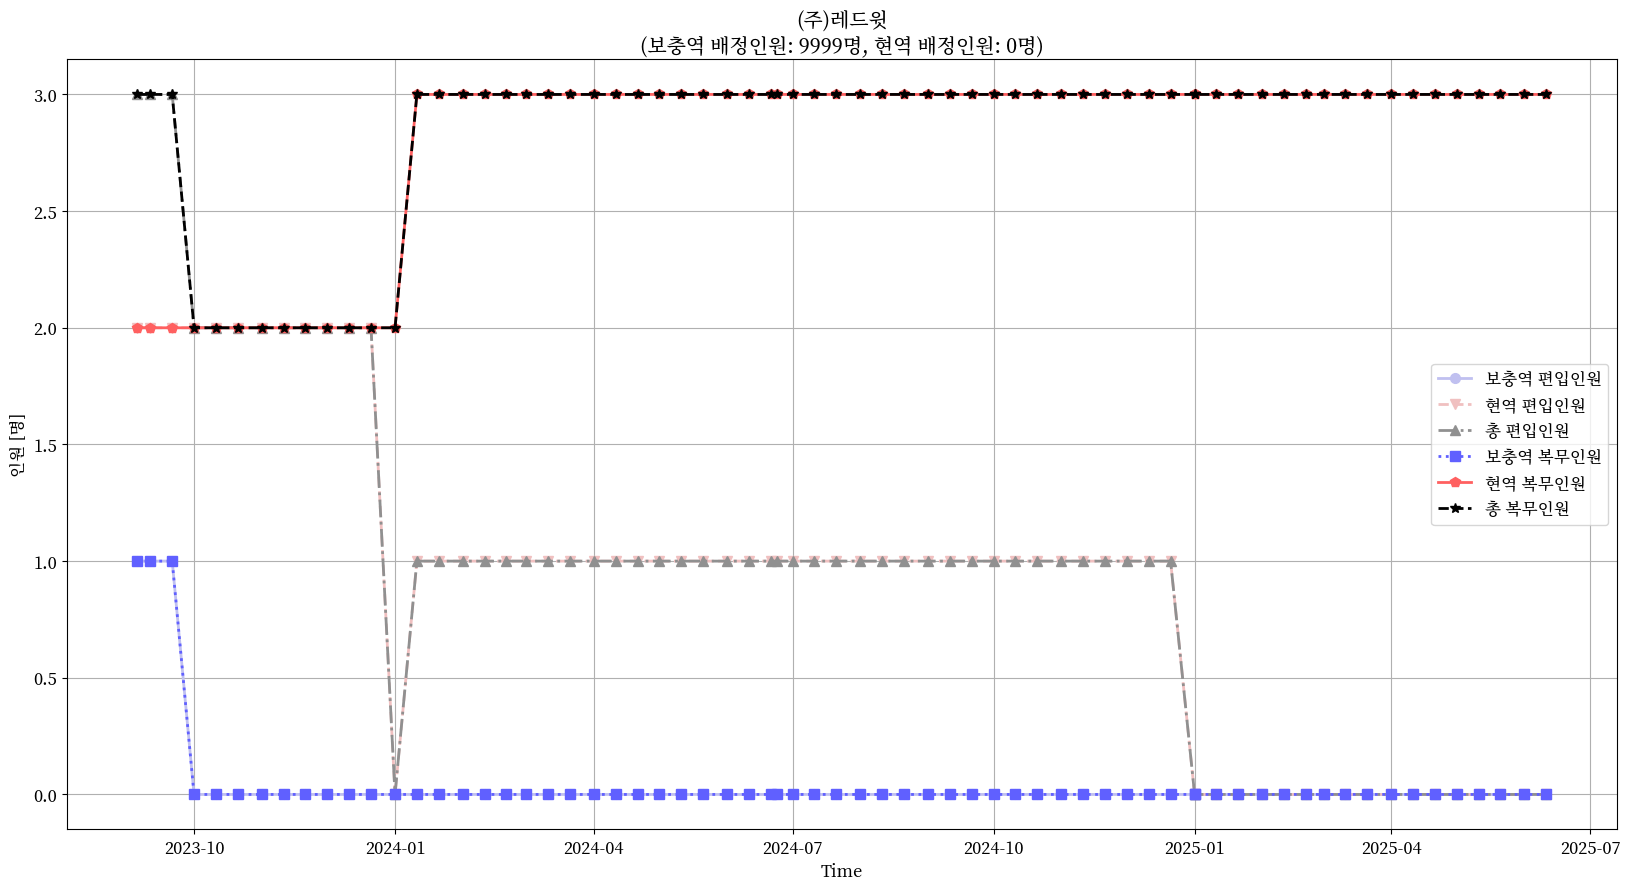 (주)레드윗
(보충역 배정인원: 9999명, 현역 배정인원: 0명)
3.0
2.5
2.0
1.5
1.0
0.5
0.0
인원 [명]
보충역 편입인원
현역 편입인원
총 편입인원
보충역 복무인원
현역 복무인원
총 복무인원
2023-10
2024-01
2024-04
2024-07
2024-10
2025-01
2025-04
2025-07
Time